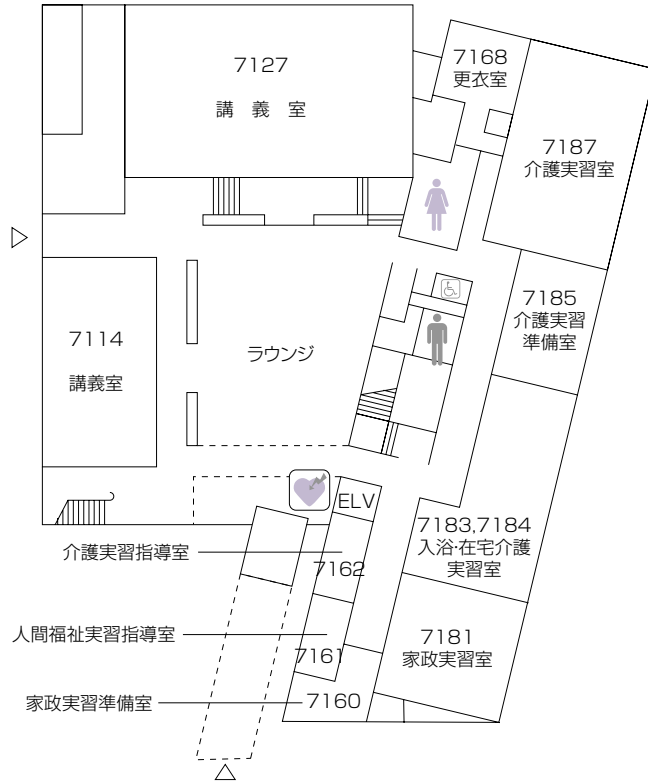 7127
講義室
7168
更衣室
7187
介護実習室
7185
介護実習
準備室
7114
講義室
ラウンジ
ELV
7183,7184
入浴・在宅介護
実習室
介護実習指導室
7162
人間福祉実習指導室
7161
7181
家政実習室
家政実習準備室
7160